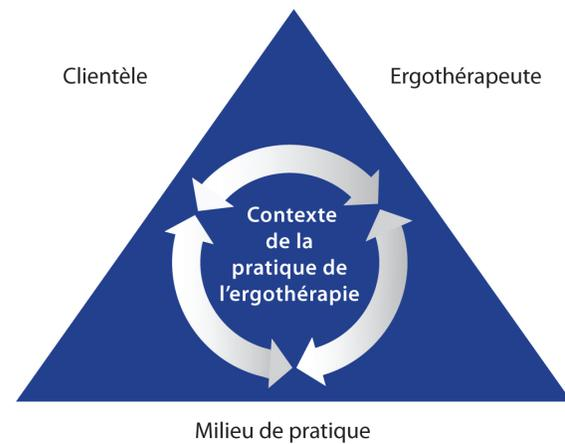 Clientèle
Ergothérapeute
Contexte
de la
pratique de
l’ergothérapie
Milieu de pratique